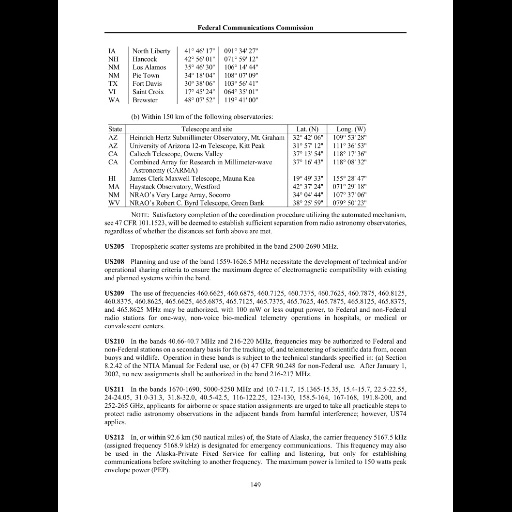 Federal Communications Commission
IA North Liberty 41° 46' 17" 091° 34' 27"
NH Hancock 42° 56' 01" 071° 59' 12"
NM Los Alamos 35° 46' 30" 106° 14' 44"
NM Pie Town 34° 18' 04" 108° 07' 09"
TX Fort Davis 30° 38' 06" 103° 56' 41"
VI Saint Croix 17° 45' 24" 064° 35' 01"
WA Brewster 48° 07' 52" 119° 41' 00"
(b) Within 150 km of the following observatories:
State Telescope and site Lat. (N) Long. (W)
AZ Heinrich Hertz Submillimeter Observatory, Mt. Graham 32° 42' 06" 109° 53' 28"
AZ University of Arizona 12-m Telescope, Kitt Peak 31° 57' 12" 111° 36' 53"
CA Caltech Telescope, Owens Valley 37° 13' 54" 118° 17' 36"
CA Combined Array for Research in Millimeter-wave 37° 16' 43" 118° 08' 32"
Astronomy (CARMA)
HI James Clerk Maxwell Telescope, Mauna Kea 19° 49' 33" 155° 28' 47"
MA Haystack Observatory, Westford 42° 37' 24" 071° 29' 18"
NM NRAO's Very Large Array, Socorro 34° 04' 44" 107° 37' 06"
WV NRAO's Robert C. Byrd Telescope, Green Bank 38° 25' 59" 079° 50' 23"
NOTE: Satisfactory completion of the coordination procedure utilizing the automated mechanism,
see 47 CFR 101.1523, will be deemed to establish sufficient separation from radio astronomy observatories,
regardless of whether the distances set forth above are met.
US205 Tropospheric scatter systems are prohibited in the band 2500-2690 MHz.
US208 Planning and use of the band 1559-1626.5 MHz necessitate the development of technical and/or
operational sharing criteria to ensure the maximum degree of electromagnetic compatibility with existing
and planned systems within the band.
US209 The use of frequencies 460.6625, 460.6875, 460.7125, 460.7375, 460.7625, 460.7875, 460.8125,
460.8375, 460.8625, 465.6625, 465.6875, 465.7125, 465.7375, 465.7625, 465.7875, 465.8125, 465.8375,
and 465.8625 MHz may be authorized, with 100 mW or less output power, to Federal and non-Federal
radio stations for one-way, non-voice bio-medical telemetry operations in hospitals, or medical or
convalescent centers.
US210 In the bands 40.66-40.7 MHz and 216-220 MHz, frequencies may be authorized to Federal and
non-Federal stations on a secondary basis for the tracking of, and telemetering of scientific data from, ocean
buoys and wildlife. Operation in these bands is subject to the technical standards specified in: (a) Section
8.2.42 of the NTIA Manual for Federal use, or (b) 47 CFR 90.248 for non-Federal use. After January 1,
2002, no new assignments shall be authorized in the band 216-217 MHz.
US211 In the bands 1670-1690, 5000-5250 MHz and 10.7-11.7, 15.1365-15.35, 15.4-15.7, 22.5-22.55,
24-24.05, 31.0-31.3, 31.8-32.0, 40.5-42.5, 116-122.25, 123-130, 158.5-164, 167-168, 191.8-200, and
252-265 GHz, applicants for airborne or space station assignments are urged to take all practicable steps to
protect radio astronomy observations in the adjacent bands from harmful interference; however, US74
applies.
US212 In, or within 92.6 km (50 nautical miles) of, the State of Alaska, the carrier frequency 5167.5 kHz
(assigned frequency 5168.9 kHz) is designated for emergency communications. This frequency may also
be used in the Alaska-Private Fixed Service for calling and listening, but only for establishing
communications before switching to another frequency. The maximum power is limited to 150 watts peak
envelope power (PEP).
149